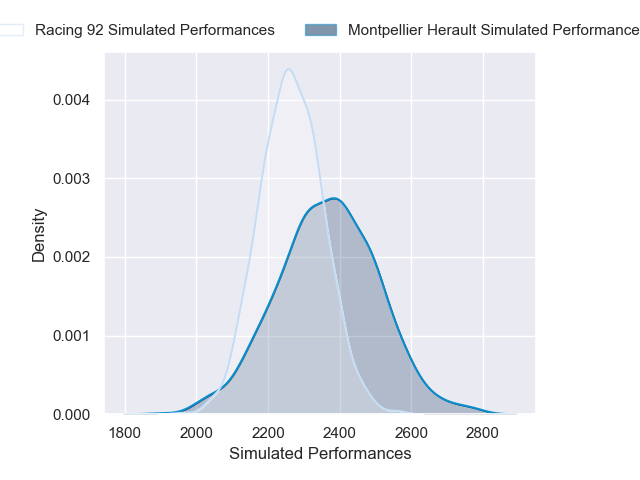 Racing 92 Simulated Performances
Montpellier Herault Simulated Performance
0.004
0.003
0.002
0.001
0.000
Density
1800 2000 2200 2400 2600 2800
Simulated Performances